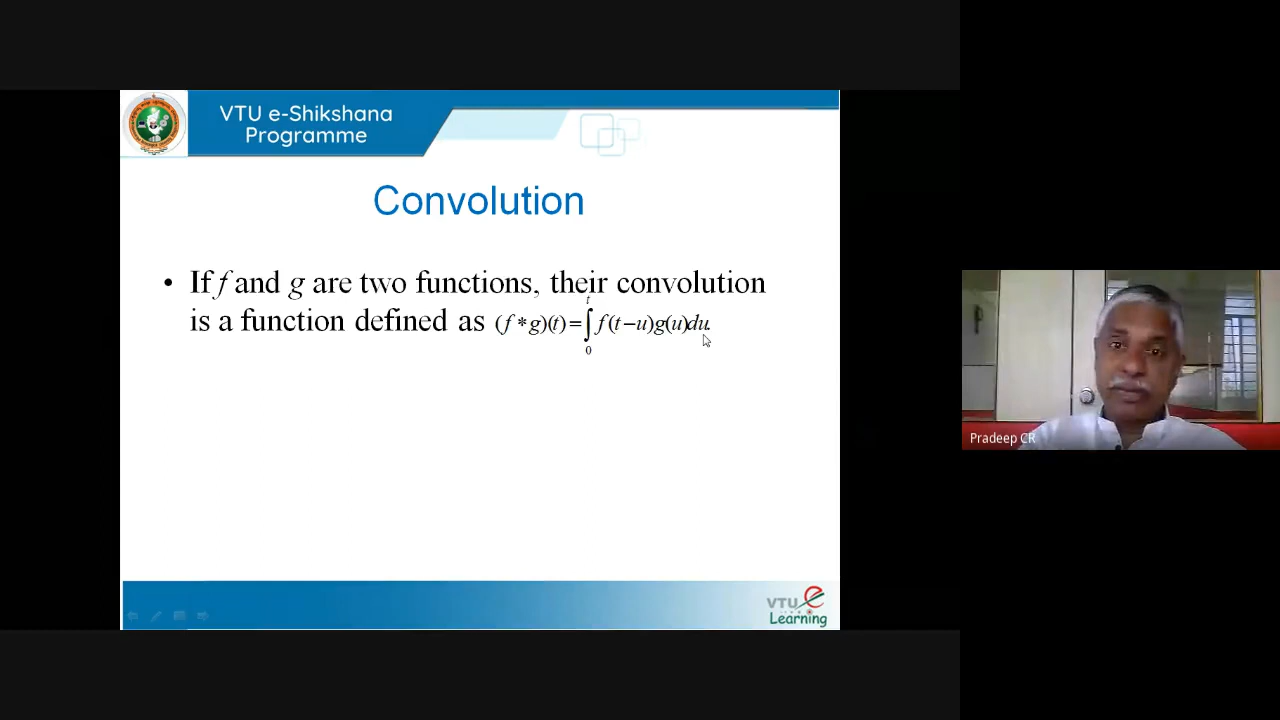 VTU e-Shikshana
Programme
Convolution
• If f and g are two functions, their convolution
is a function defined as (f * g)(t) = ∫₀ᵗ f(t−u)g(u)du.
Pradeep CR
VTU e
Learning